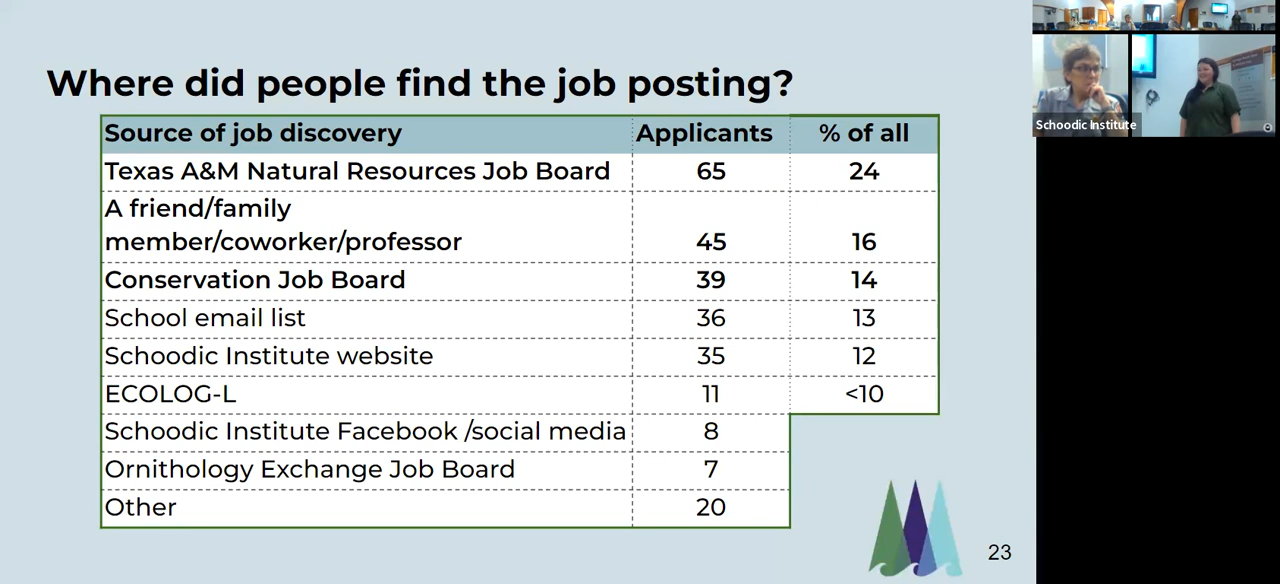 Where did people find the job posting?
Source of job discovery Applicants % of all
Texas A&M Natural Resources Job Board 65 24
A friend/family
member/coworker/professor 45 16
Conservation Job Board 39 14
School email list 36 13
Schoodic Institute website 35 12
ECOLOG-L 11 <10
Schoodic Institute Facebook /social media 8
Ornithology Exchange Job Board 7
Other 20
23
Schoodic Institute